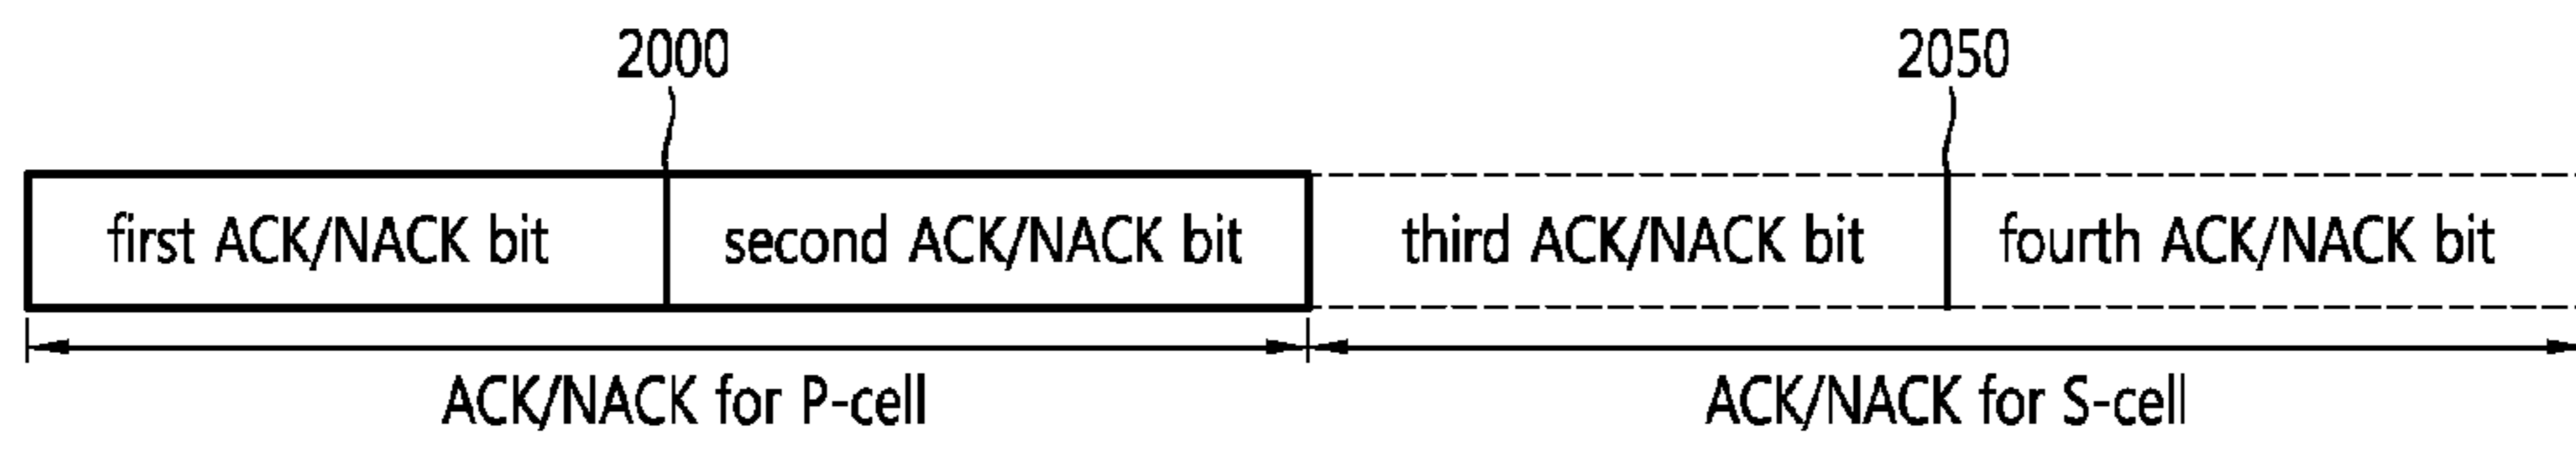 2000 2050
first ACK/NACK bit second ACK/NACK bit third ACK/NACK bit fourth ACK/NACK bit
ACK/NACK for P-cell ACK/NACK for S-cell